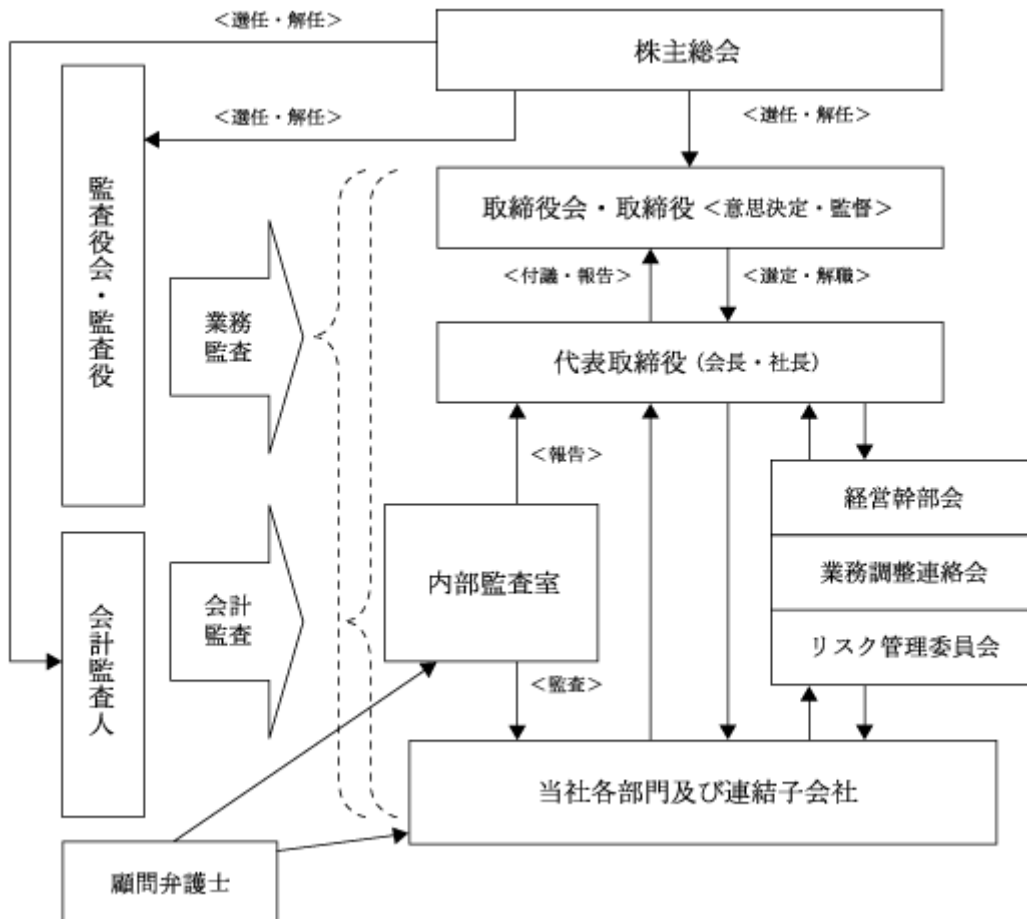 <選任・解任>
株主総会
<選任・解任>
<選任・解任>
監査役会・監査役
取締役会・取締役 <意思決定・監督>
<付議・報告>
<選定・解職>
業務
監査
代表取締役 (会長・社長)
<報告>
経営幹部会
内部監査室
業務調整連絡会
会計監査人
会計
監査
リスク管理委員会
<監査>
当社各部門及び連結子会社
顧問弁護士